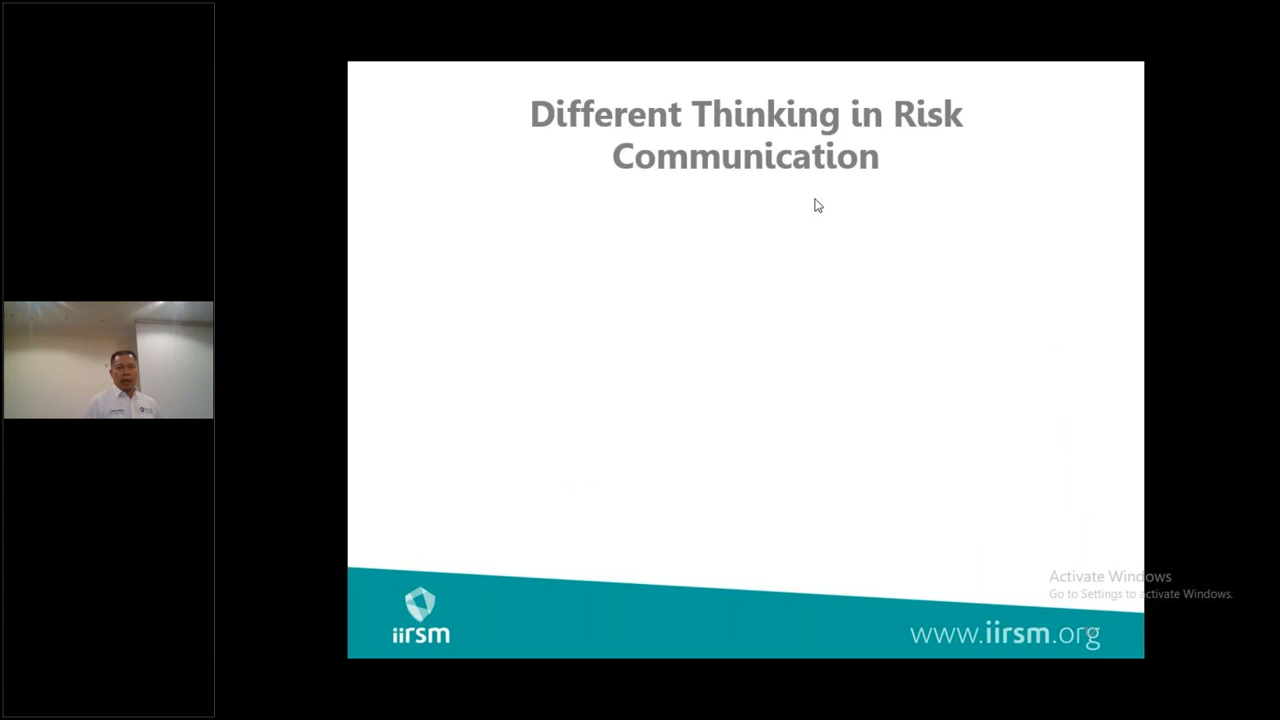 Different Thinking in Risk
Communication
Activate Windows
Go to Settings to activate Windows.
iirsm
www.iirsm.org